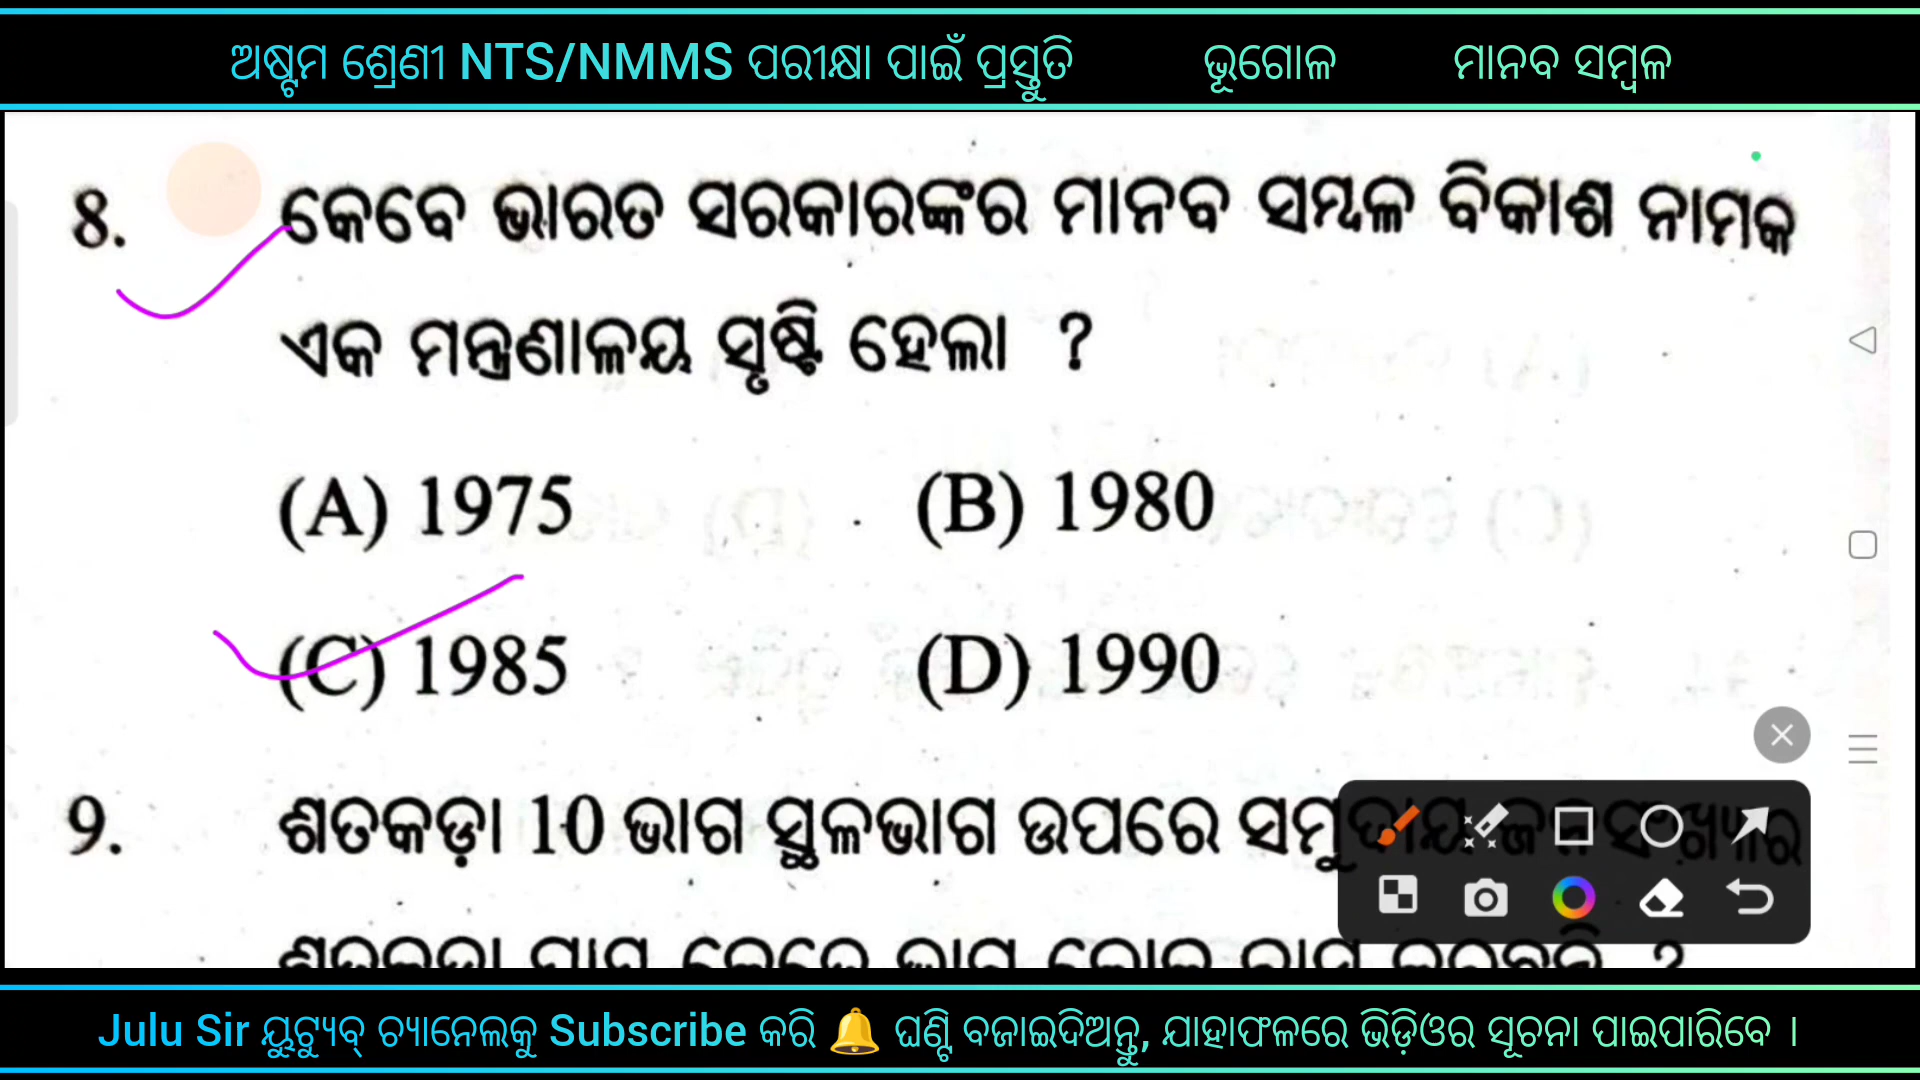 ଅଷ୍ଟମ ଶ୍ରେଣୀ NTS/NMMS ପରୀକ୍ଷା ପାଇଁ ପ୍ରସ୍ତୁତି ଭୂଗୋଳ ମାନବ ସମ୍ବଳ
8. କେବେ ଭାରତ ସରକାରଙ୍କର ମାନବ ସମ୍ବଳ ବିକାଶ ନାମକ
ଏକ ମନ୍ତ୍ରଣାଳୟ ସୃଷ୍ଟି ହେଲା ?
(A) 1975 (B) 1980
(C) 1985 (D) 1990
9. ଶତକଡ଼ା 10 ଭାଗ ସ୍ଥଳଭାଗ ଉପରେ ସମୁଦାୟ ଜନସଂଖ୍ୟାର
Julu Sir ୟୁଟ୍ୟୁବ୍ ଚ୍ୟାନେଲକୁ Subscribe କରି 🔔 ଘଣ୍ଟି ବଜାଇଦିଅନ୍ତୁ, ଯାହାଫଳରେ ଭିଡ଼ିଓର ସୂଚନା ପାଇପାରିବେ ।